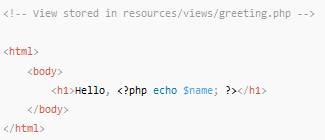 <!-- View stored in resources/views/greeting.php -->
<html>
<body>
<h1>Hello, <?php echo $name; ?></h1>
</body>
</html>